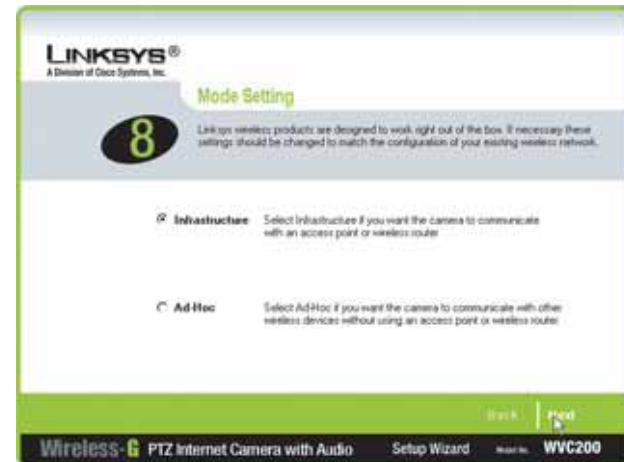 LINKSYS®
A Division of Cisco Systems, Inc.
Mode Setting
8
Linksys wireless products are designed to work right out of the box. If necessary these
settings should be changed to match the configuration of your existing wireless network.
Infrastructure
Select Infrastructure if you want the camera to communicate
with an access point or wireless router
Ad-Hoc
Select Ad-Hoc if you want the camera to communicate with other
wireless devices without using an access point or wireless router
Back
Next
Wireless-G PTZ Internet Camera with Audio Setup Wizard Model No. WVC200